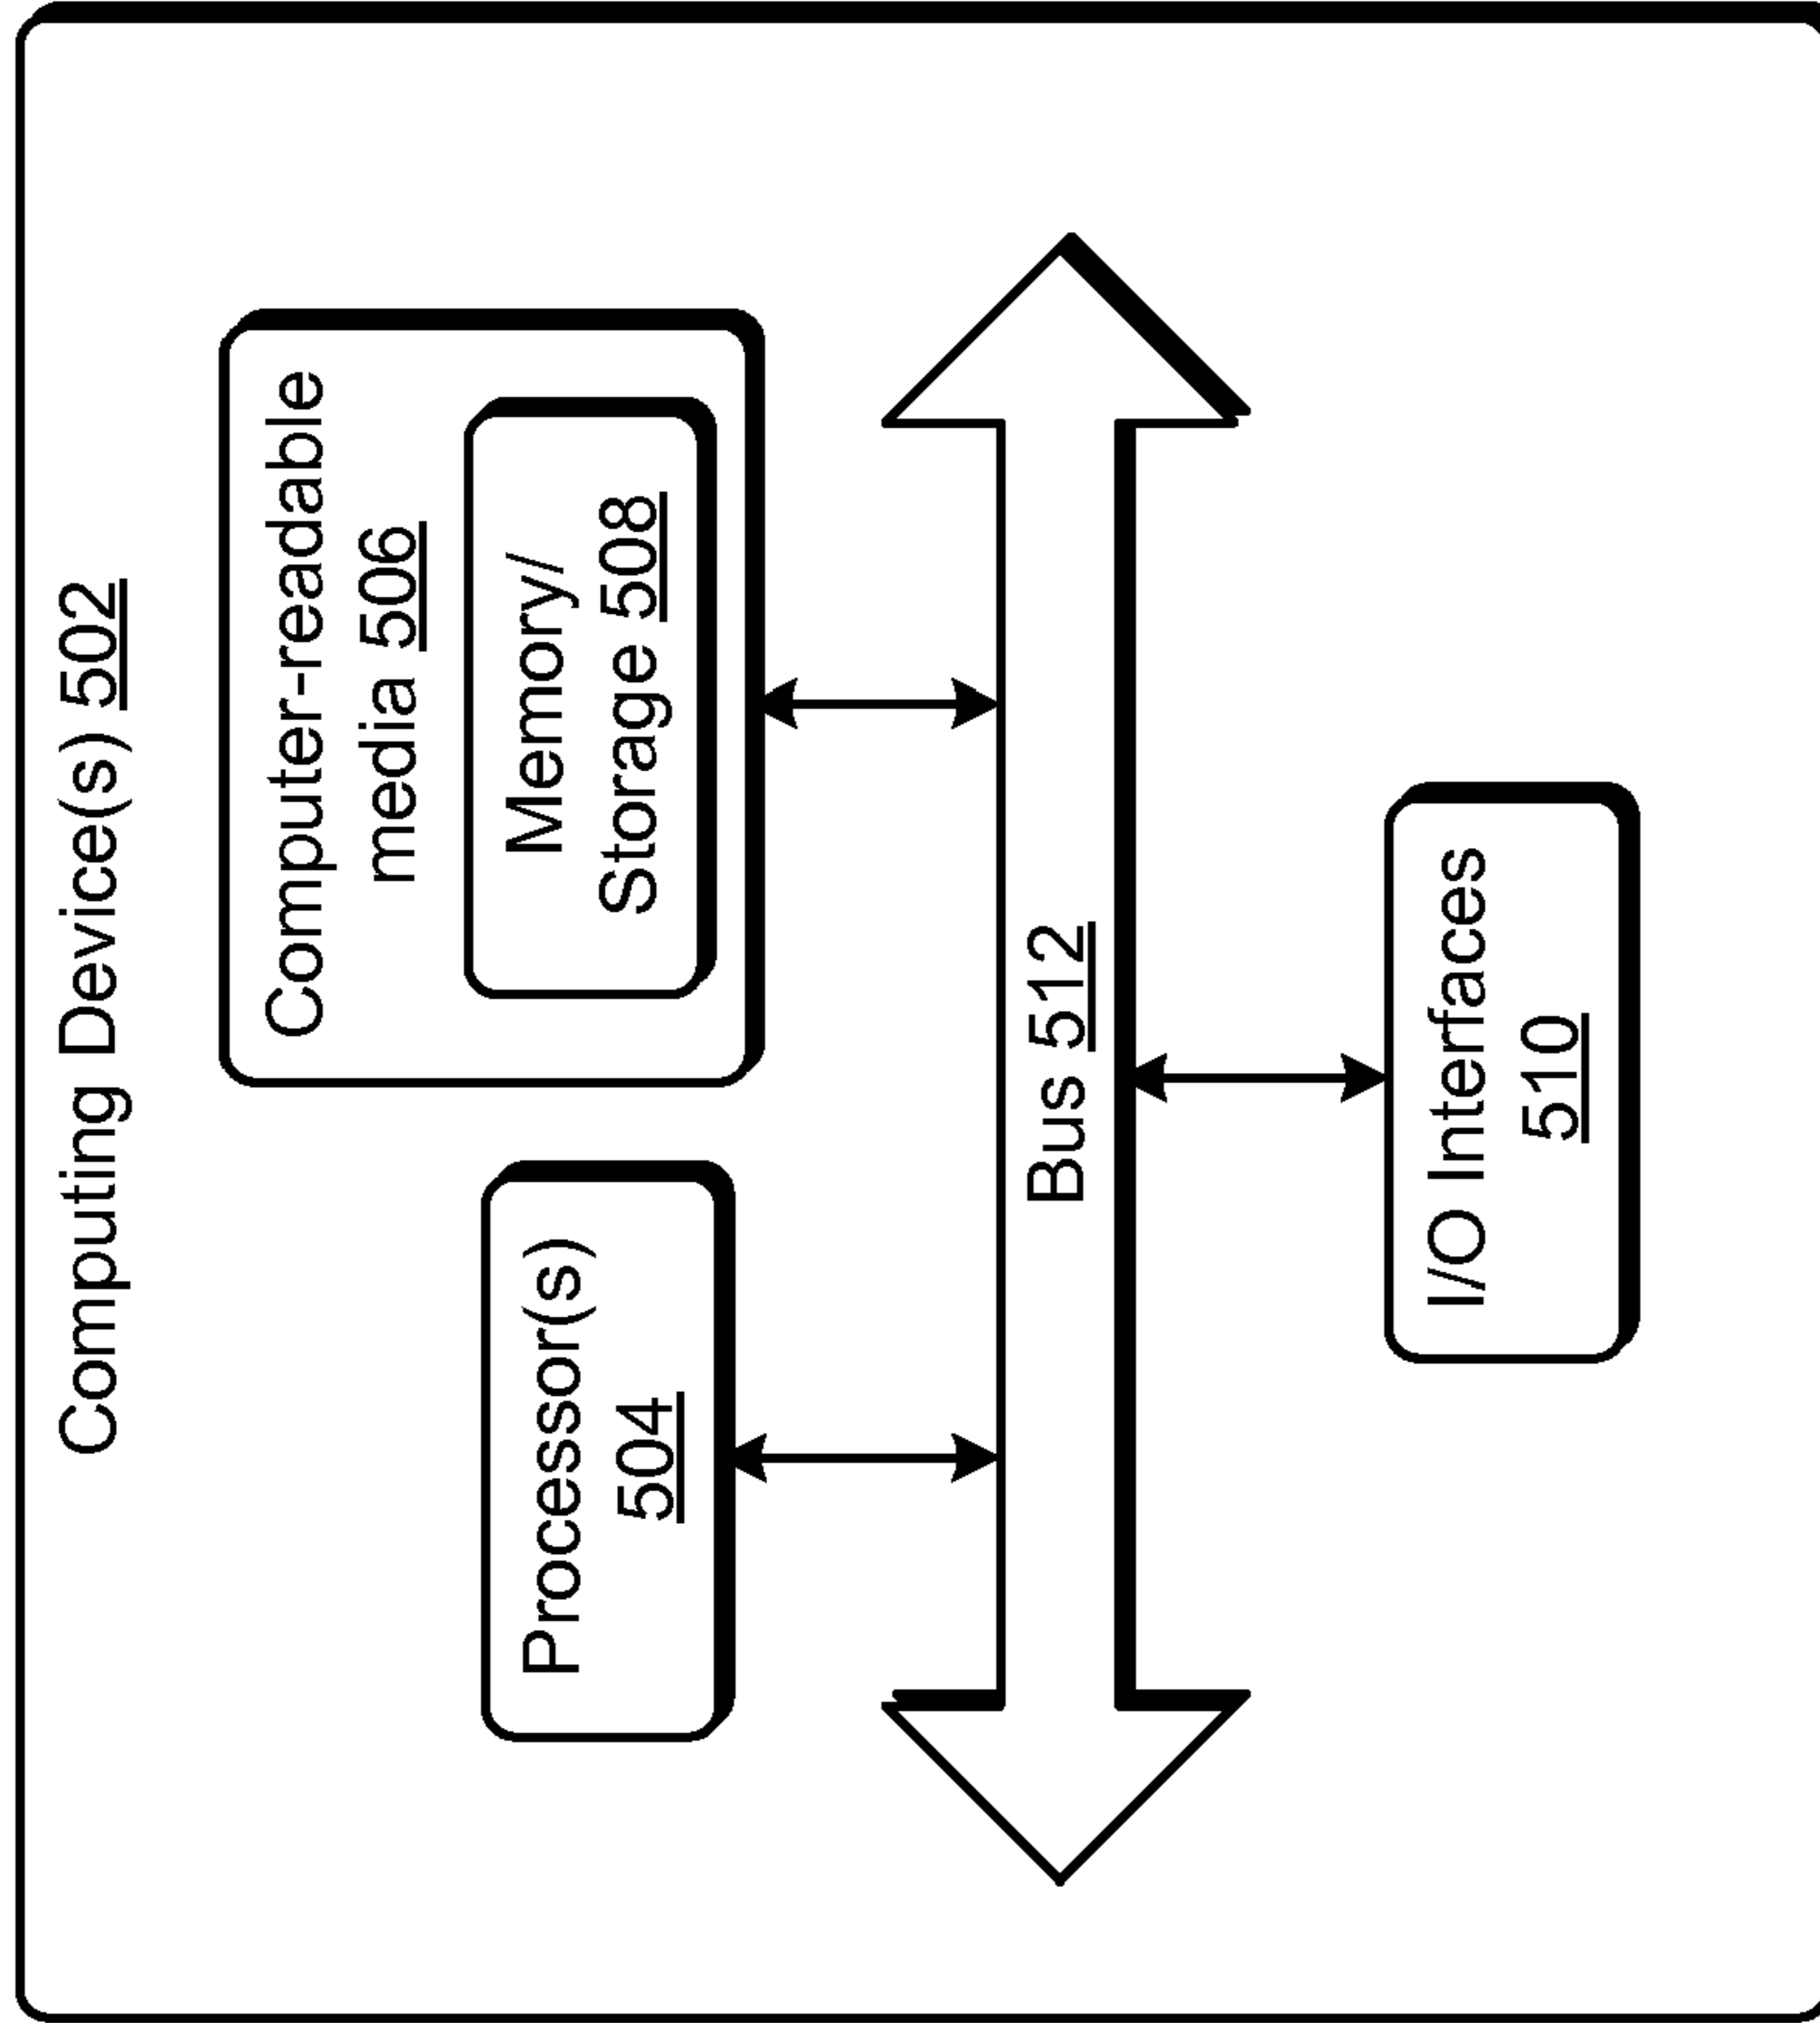 Computing Device(s) 502
Processor(s)
504
Computer-readable
media 506
Memory/
Storage 508
Bus 512
I/O Interfaces
510